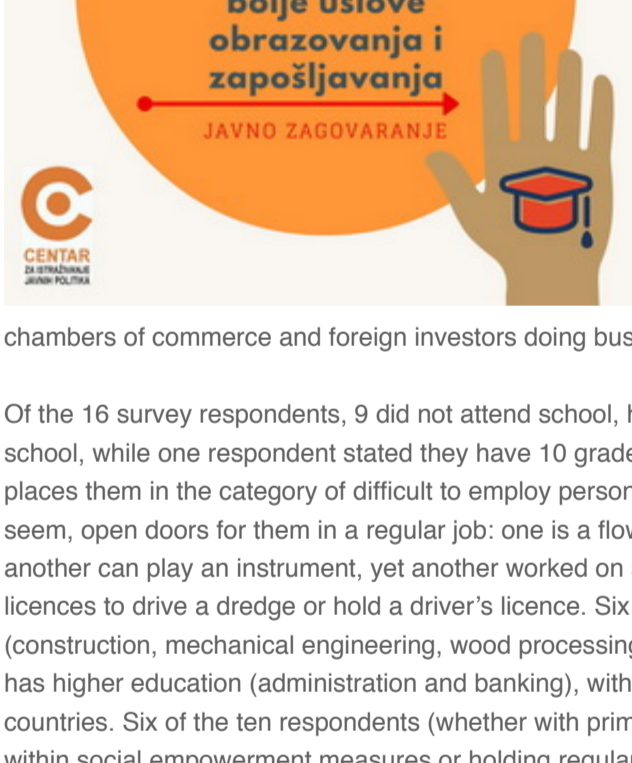 bolje uslove
obrazovanja i
zapošljavanja
JAVNO ZAGOVARANJE
CENTAR
ZA ISTRAŽIVANJE
JAVNIH POLITIKA
chambers of commerce and foreign investors doing bus
Of the 16 survey respondents, 9 did not attend school, h
school, while one respondent stated they have 10 grade
places them in the category of difficult to employ person
seem, open doors for them in a regular job: one is a flow
another can play an instrument, yet another worked on
licences to drive a dredge or hold a driver’s licence. Six
(construction, mechanical engineering, wood processing
has higher education (administration and banking), with
countries. Six of the ten respondents (whether with prim
within social empowerment measures or holding regular